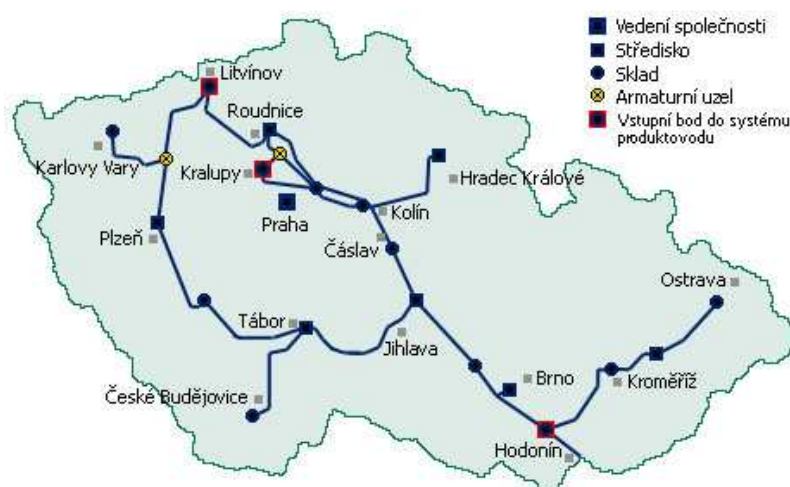 Vedení společnosti
Středisko
Sklad
Armaturní uzel
Vstupní bod do systému
produktovodu
Litvínov
Roudnice
Karlovy Vary
Kralupy
Hradec Králové
Praha
Kolín
Plzeň
Čáslav
Ostrava
Tábor
Jihlava
Brno
Kroměříž
České Budějovice
Hodonín